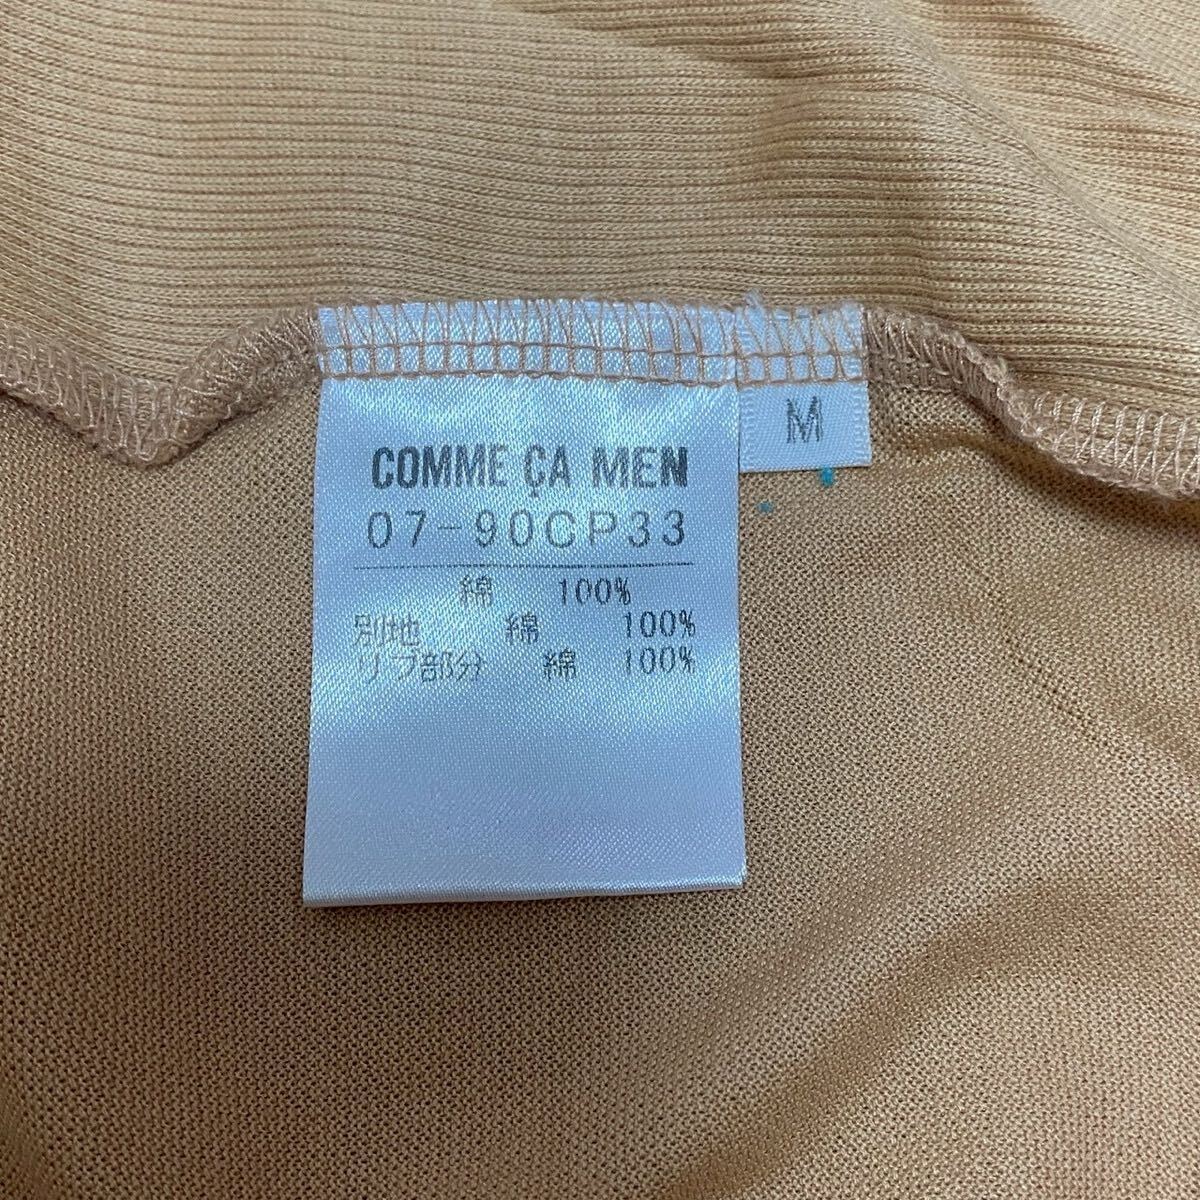 M
COMME ÇA MEN
07-90CP33
綿 100%
別地 綿 100%
リブ部分 綿 100%